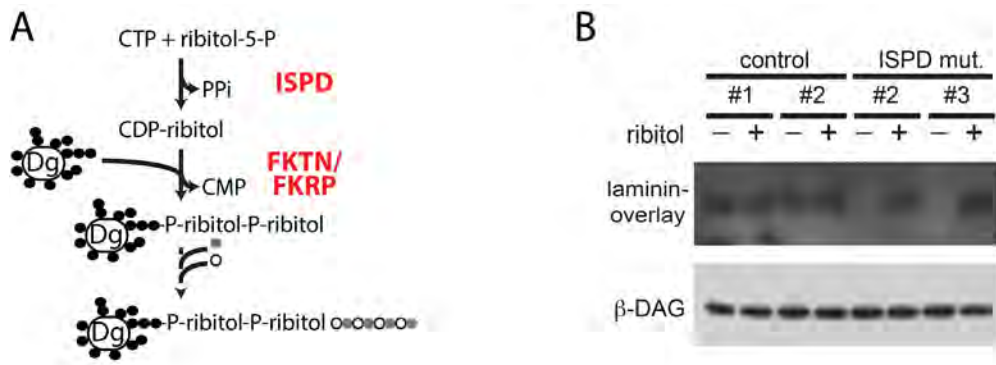 A
CTP + ribitol-5-P
PPi
ISPD
CDP-ribitol
Dg
FKTN/
FKRP
CMP
Dg
-P-ribitol-P-ribitol
Dg
-P-ribitol-P-ribitol
B
control ISPD mut.
#1 #2 #2 #3
ribitol − + − + − + − +
laminin-
overlay
β-DAG